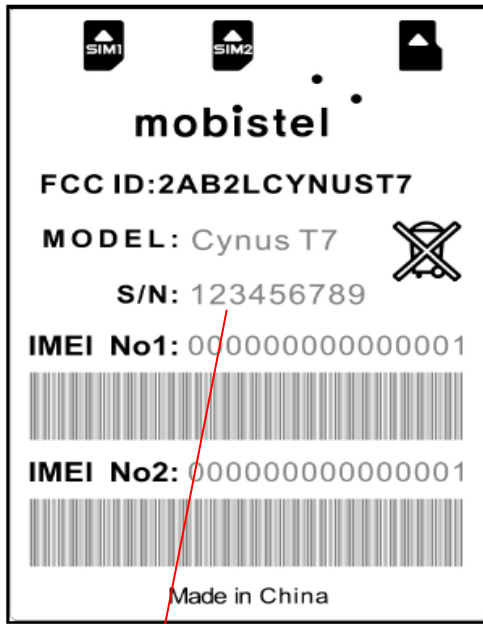 SIM1 SIM2
mobistel
FCC ID:2AB2LCYNUST7
MODEL: Cynus T7
S/N: 123456789
IMEI No1: 000000000000001
IMEI No2: 000000000000001
Made in China